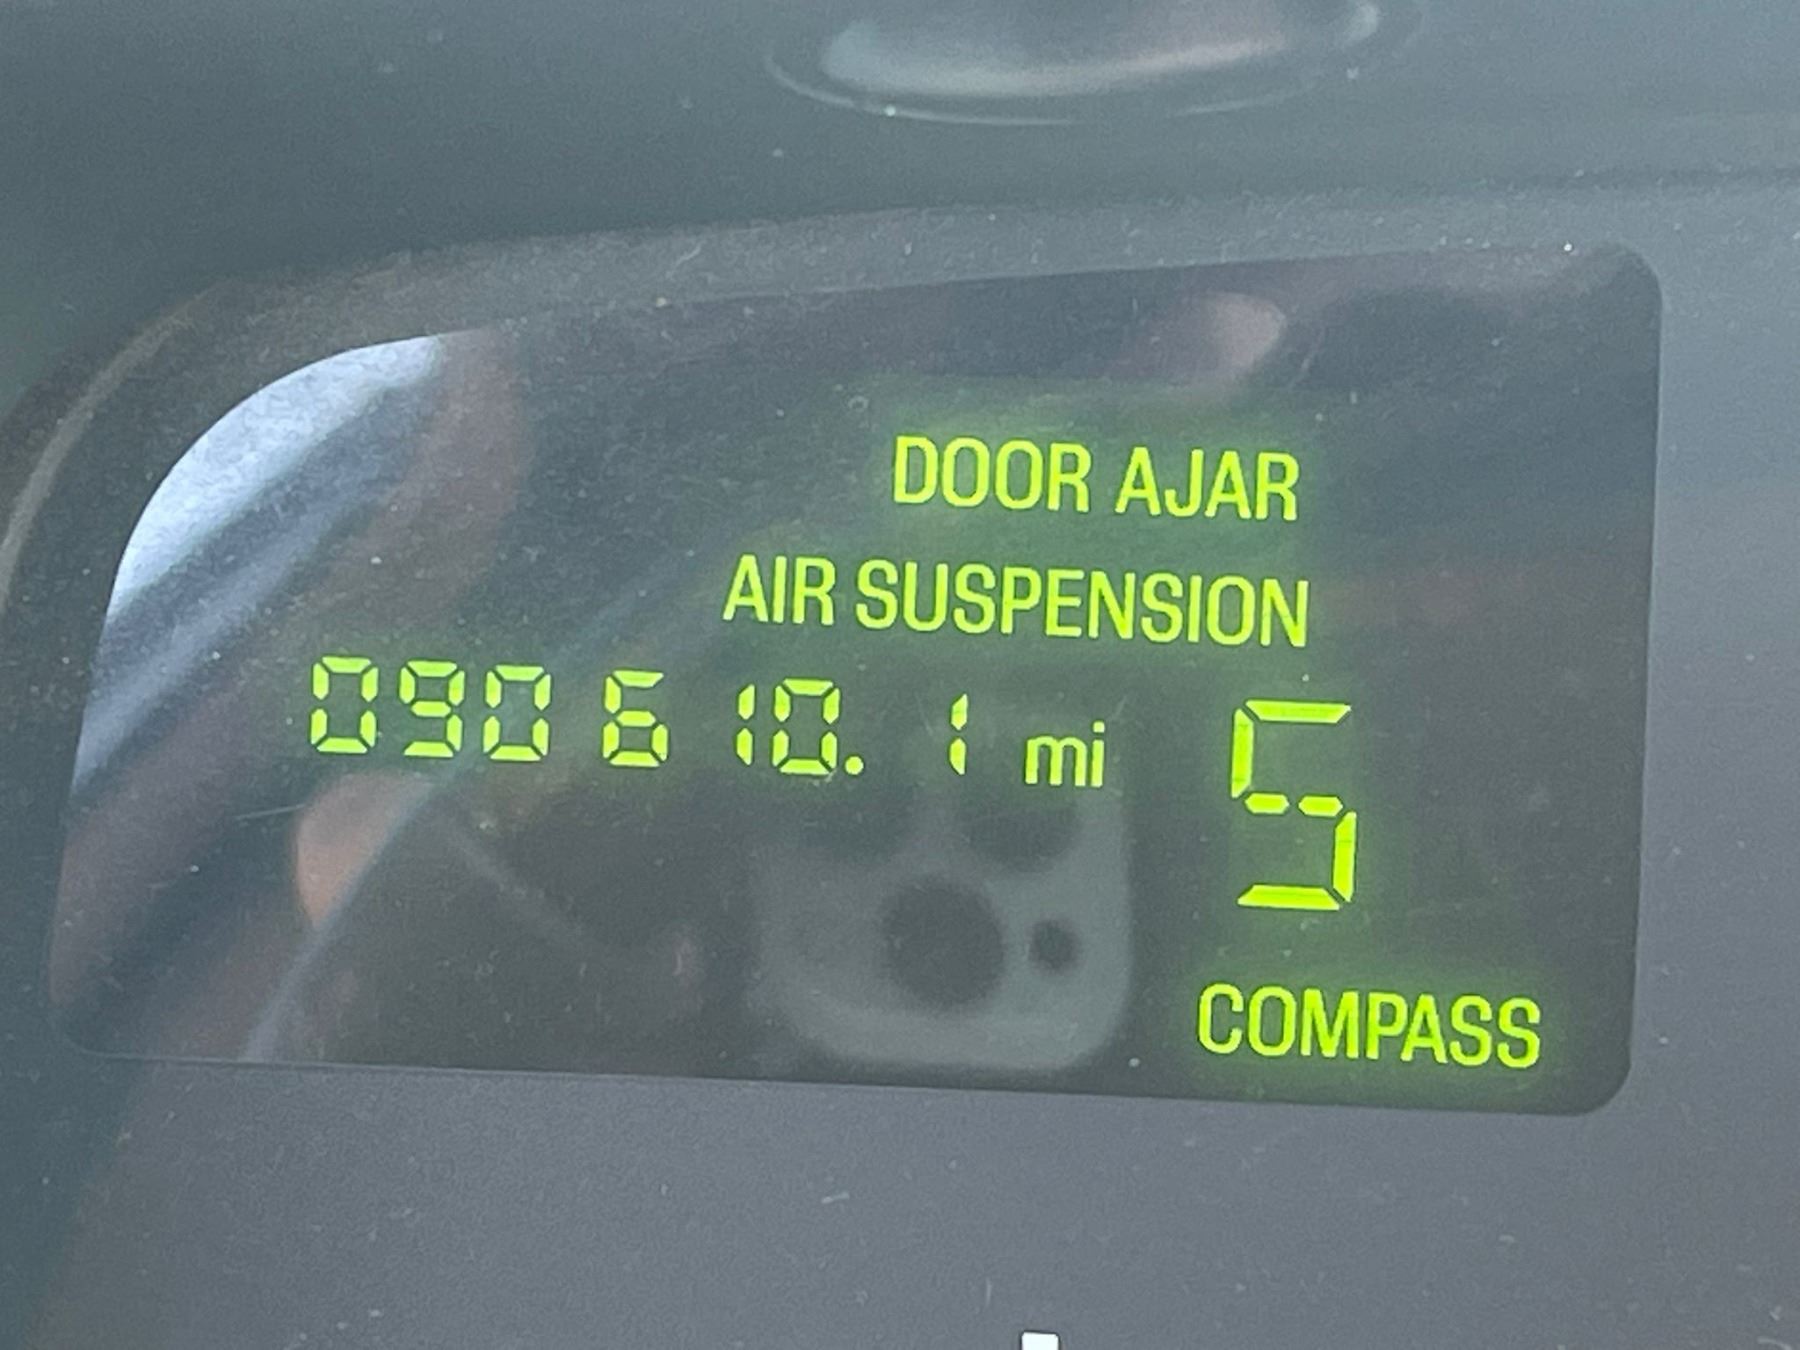 DOOR AJAR
AIR SUSPENSION
090610.1 mi S
COMPASS